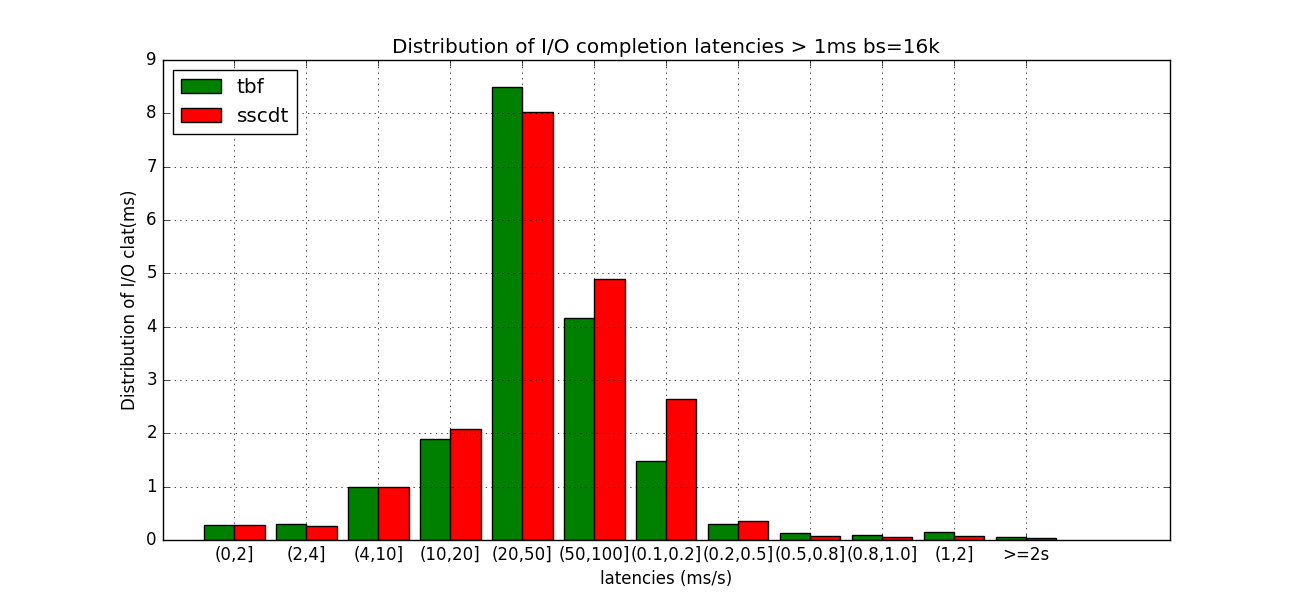 Distribution of I/O completion latencies > 1ms bs=16k
9
8
7
6
5
4
3
2
1
0
tbf
sscdt
Distribution of I/O clat(ms)
(0,2] (2,4] (4,10] (10,20] (20,50] (50,100] (0.1,0.2] (0.2,0.5] (0.5,0.8] (0.8,1.0] (1,2] >=2s
latencies (ms/s)